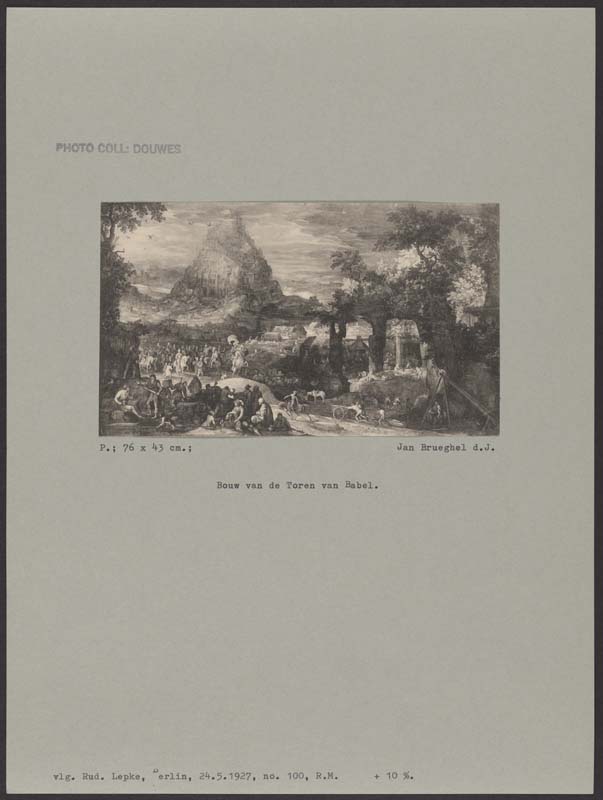 PHOTO COLL: DOUWES
P.; 76 x 43 cm.; Jan Brueghel d.J.
Bouw van de Toren van Babel.
vlg. Rud. Lepke, Berlin, 24.5.1927, no. 100, R.M. + 10 %.